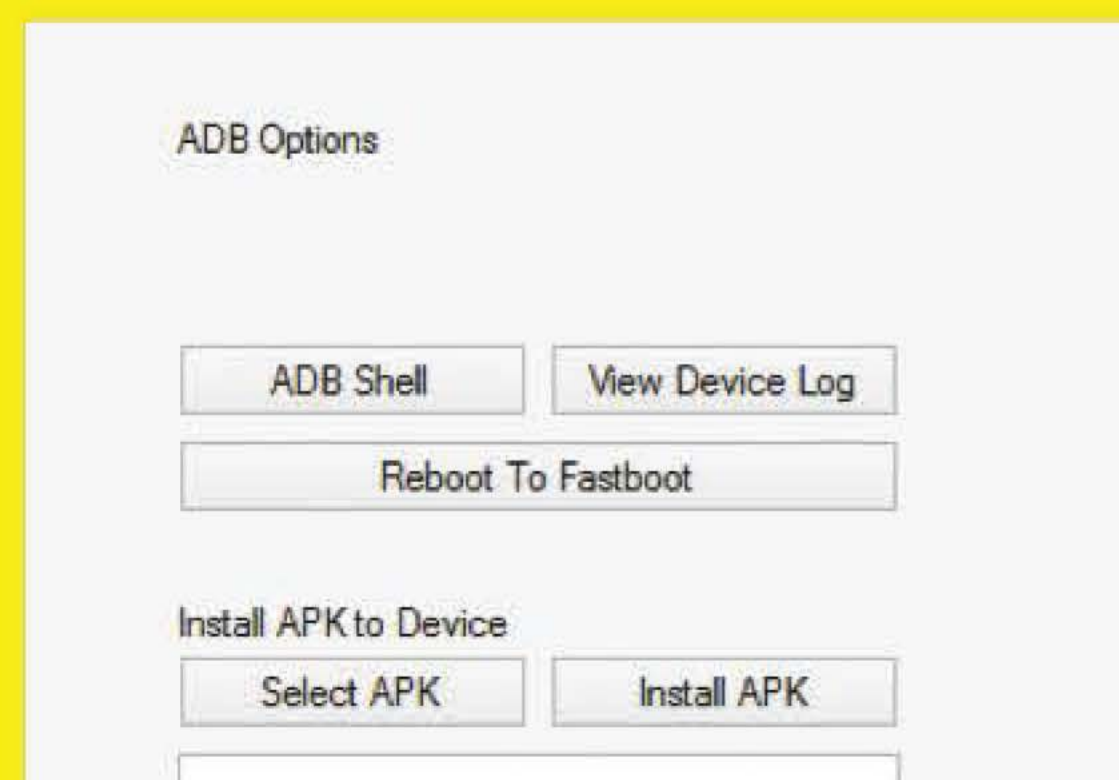 ADB Options
ADB Shell View Device Log
Reboot To Fastboot
Install APK to Device
Select APK Install APK